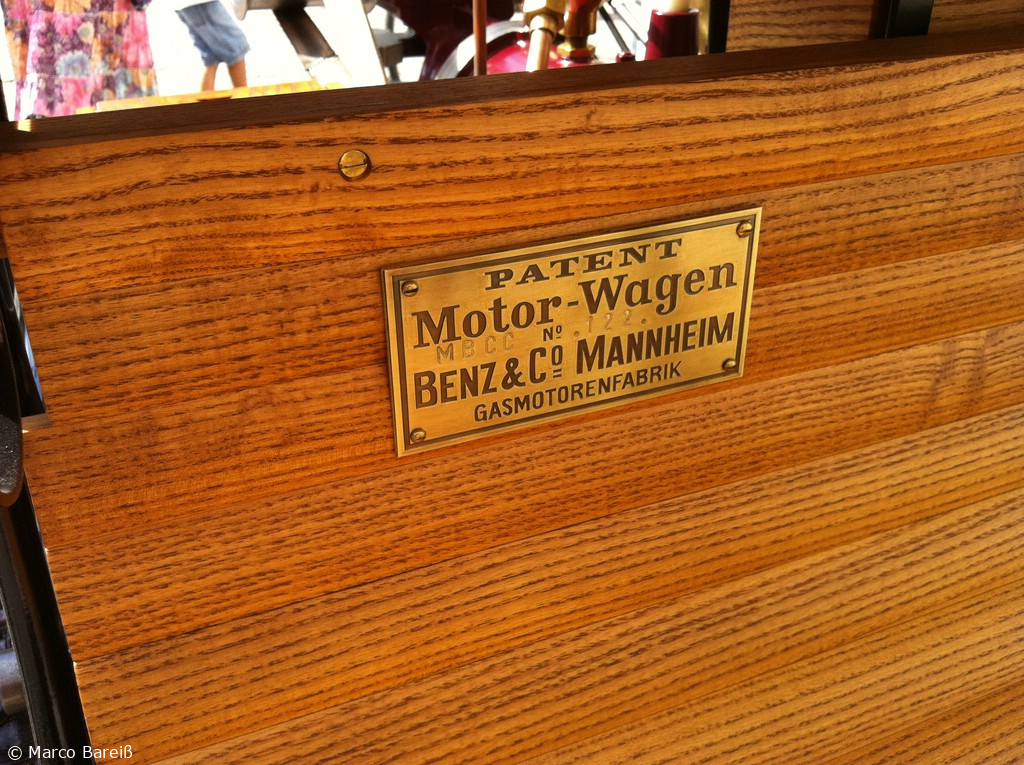 PATENT
Motor-Wagen
MBCC No .122.
BENZ & Co MANNHEIM
GASMOTORENFABRIK
© Marco Bareiß